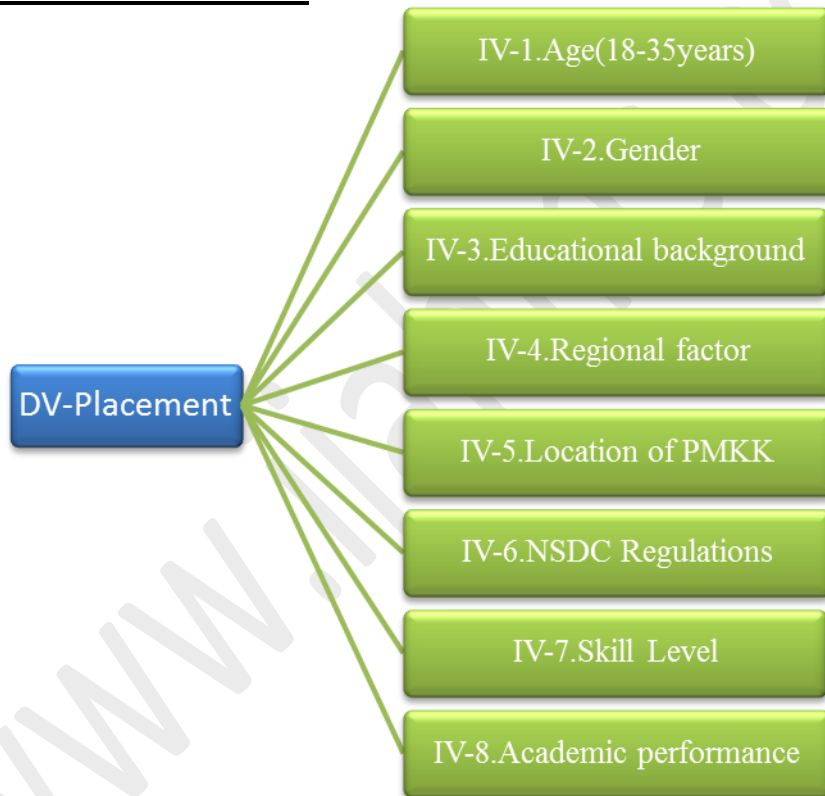 IV-1.Age(18-35years)
IV-2.Gender
IV-3.Educational background
IV-4.Regional factor
DV-Placement
IV-5.Location of PMKK
IV-6.NSDC Regulations
IV-7.Skill Level
IV-8.Academic performance